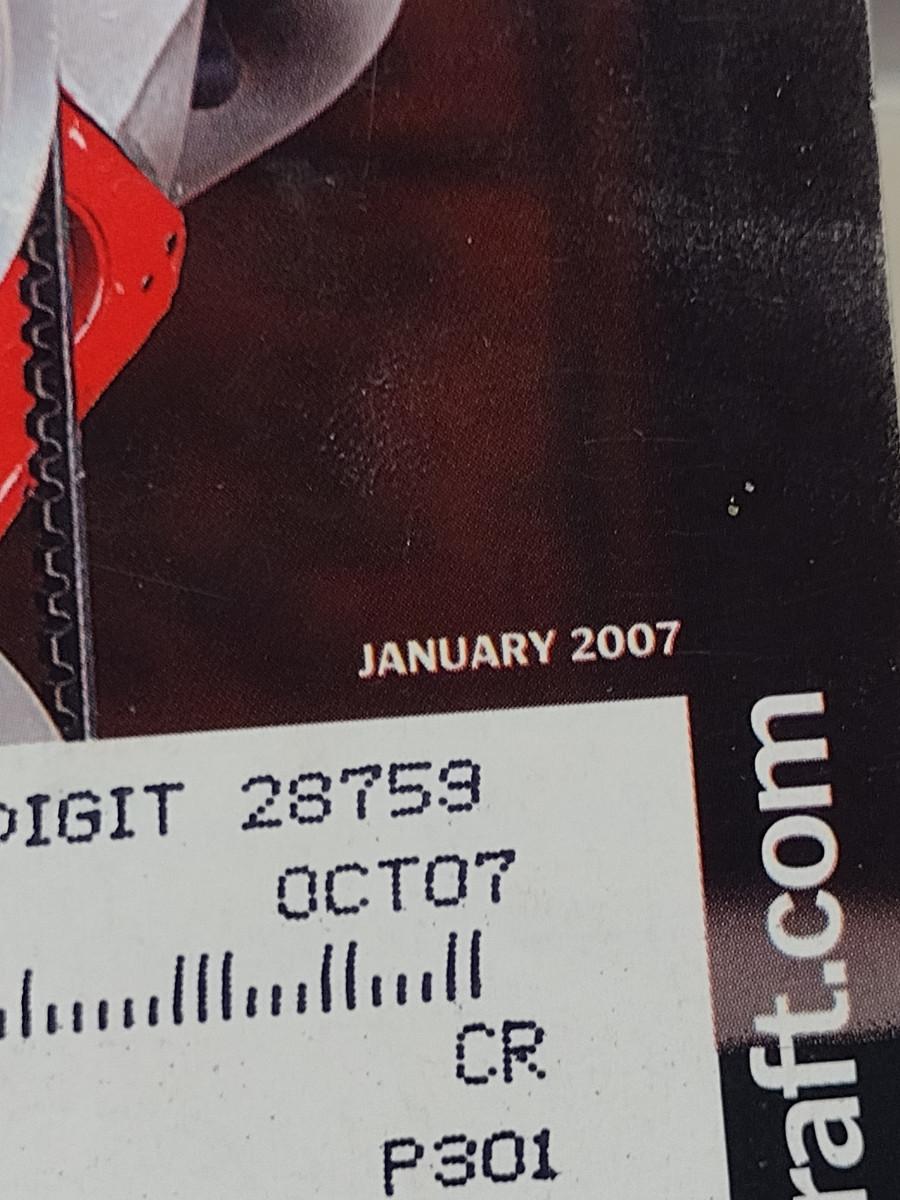 JANUARY 2007
DIGIT 28759
OCT07
CR
P301
raft.com